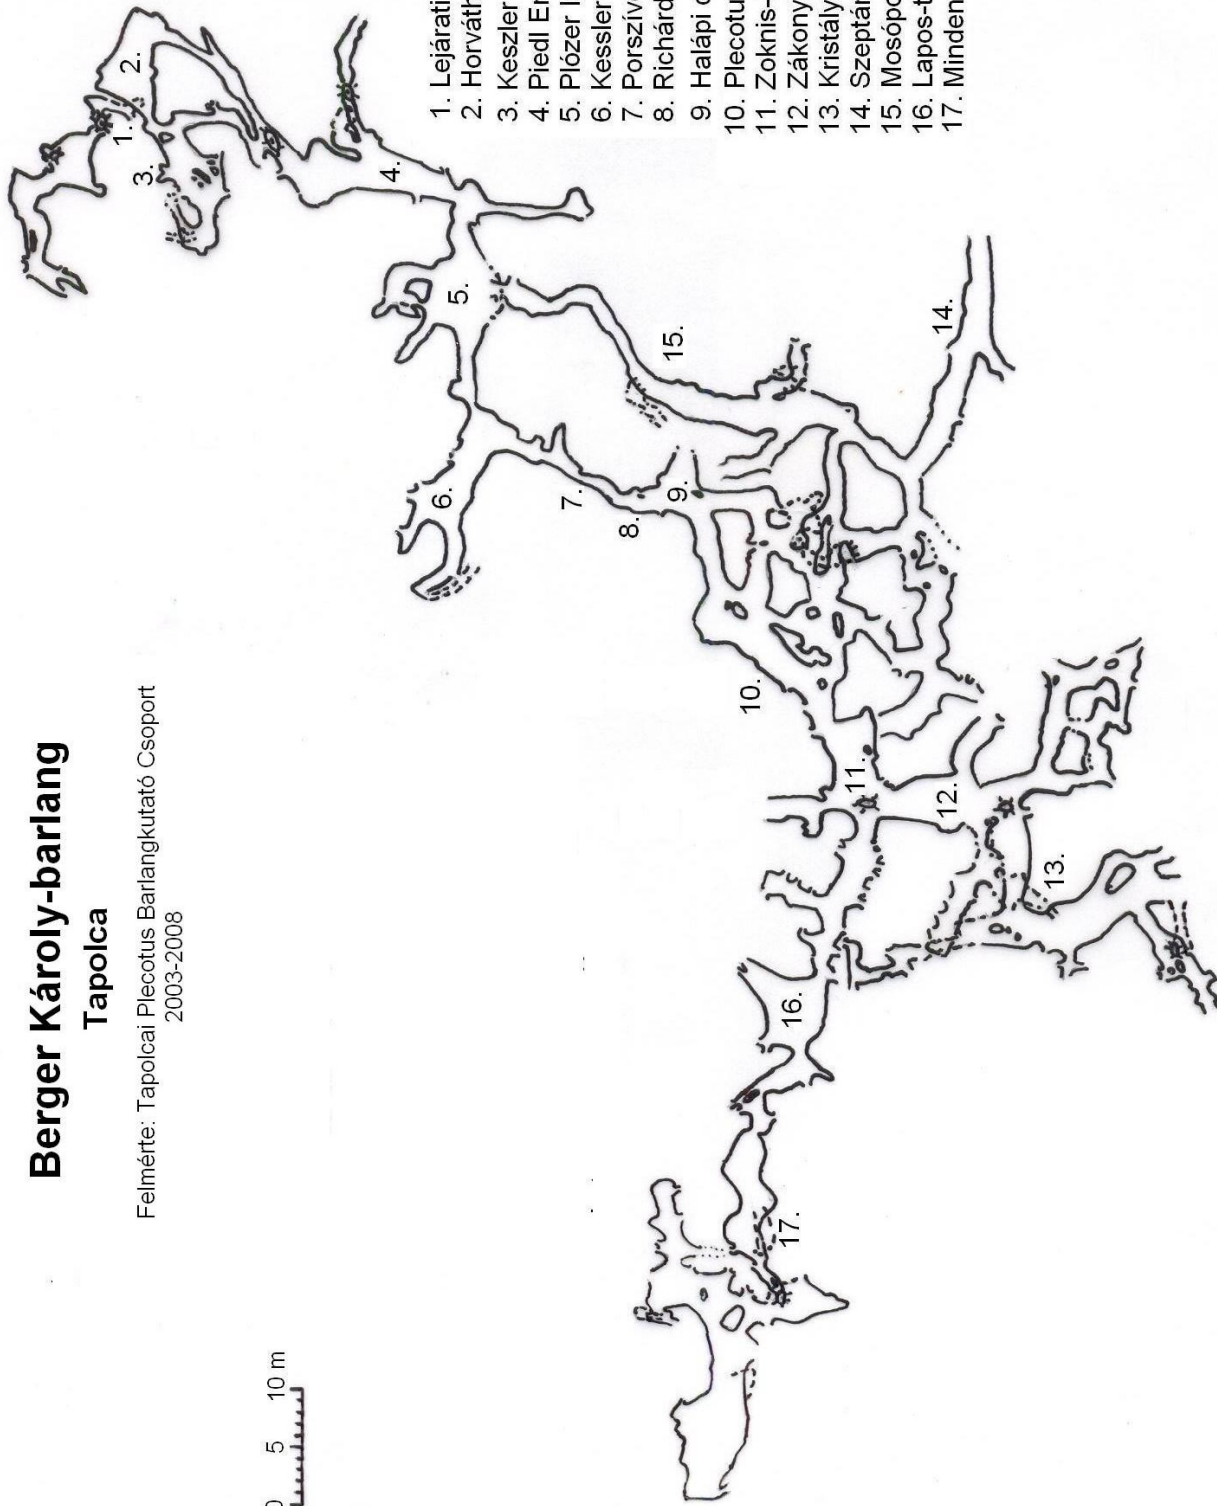 Berger Károly-barlang
Tapolca
Felmérte: Tapolcai Plecotus Barlangkutató Csoport
2003-2008
0 5 10 m
1. Lejárati
2. Horváth
3. Keszler
4. Piedl Er
5. Plózer I
6. Kessler
7. Porszívó
8. Richárd
9. Halápi
10. Plecotu
11. Zoknis-
12. Zákony
13. Kristály
14. Szeptár
15. Mosópo
16. Lapos-t
17. Minden
1.
2.
3.
4.
5.
6.
7.
8.
9.
10.
11.
12.
13.
14.
15.
16.
17.